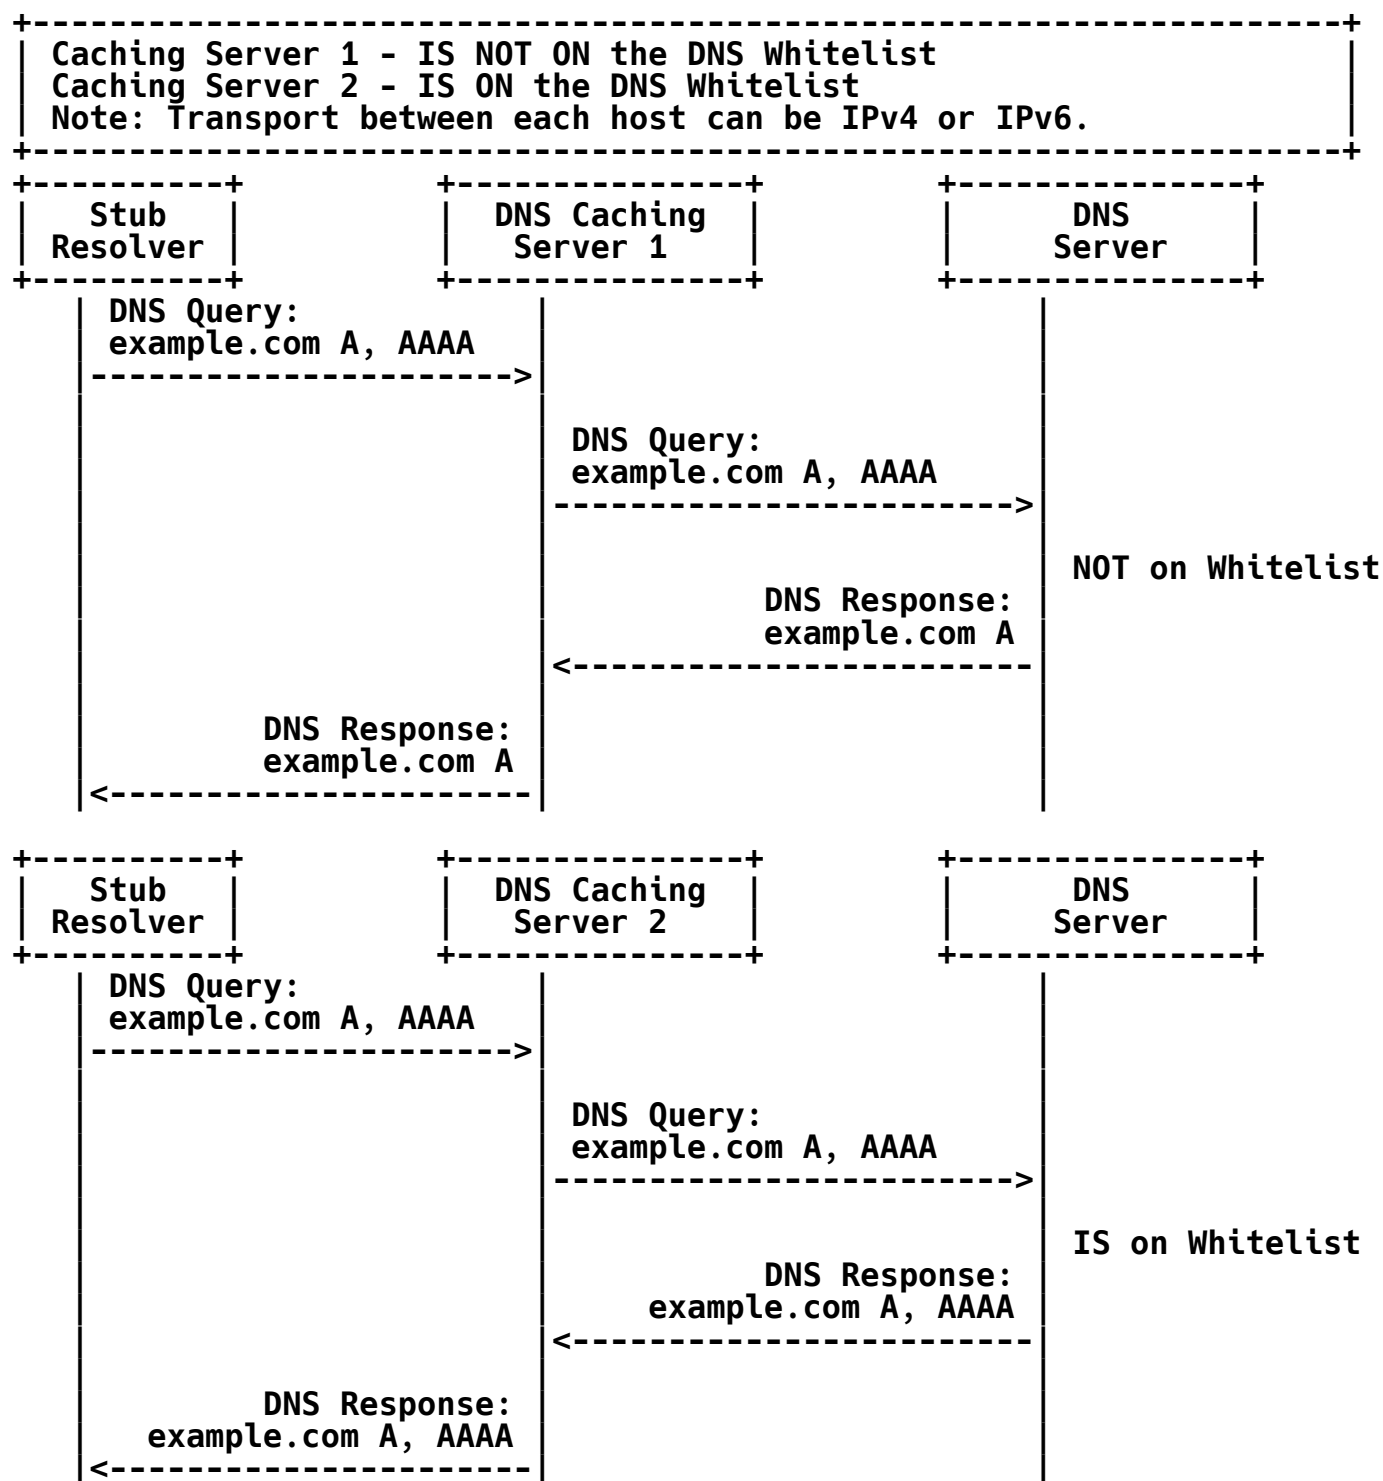 Caching Server 1 - IS NOT ON the DNS Whitelist
Caching Server 2 - IS ON the DNS Whitelist
Note: Transport between each host can be IPv4 or IPv6.
Stub DNS Caching DNS
Resolver Server 1 Server
DNS Query:
example.com A, AAAA
DNS Query:
example.com A, AAAA
NOT on Whitelist
DNS Response:
example.com A
DNS Response:
example.com A
Stub DNS Caching DNS
Resolver Server 2 Server
DNS Query:
example.com A, AAAA
DNS Query:
example.com A, AAAA
IS on Whitelist
DNS Response:
example.com A, AAAA
DNS Response:
example.com A, AAAA